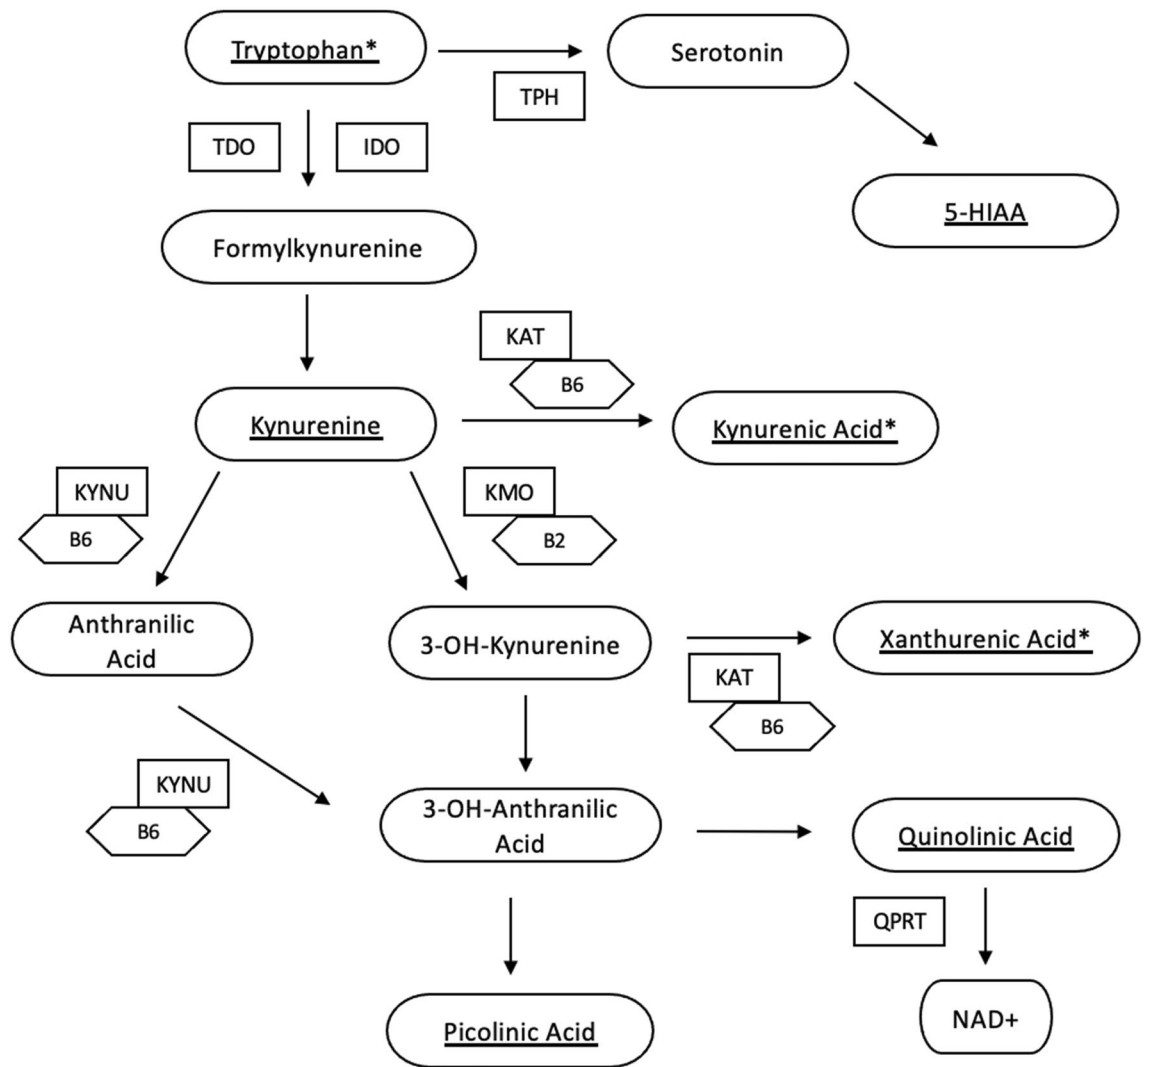 Tryptophan*
Serotonin
TPH
TDO
IDO
5-HIAA
Formylkynurenine
KAT
B6
Kynurenine
Kynurenic Acid*
KYNU
B6
KMO
B2
Anthranilic
Acid
3-OH-Kynurenine
Xanthurenic Acid*
KAT
B6
KYNU
B6
3-OH-Anthranilic
Acid
Quinolinic Acid
QPRT
NAD+
Picolinic Acid